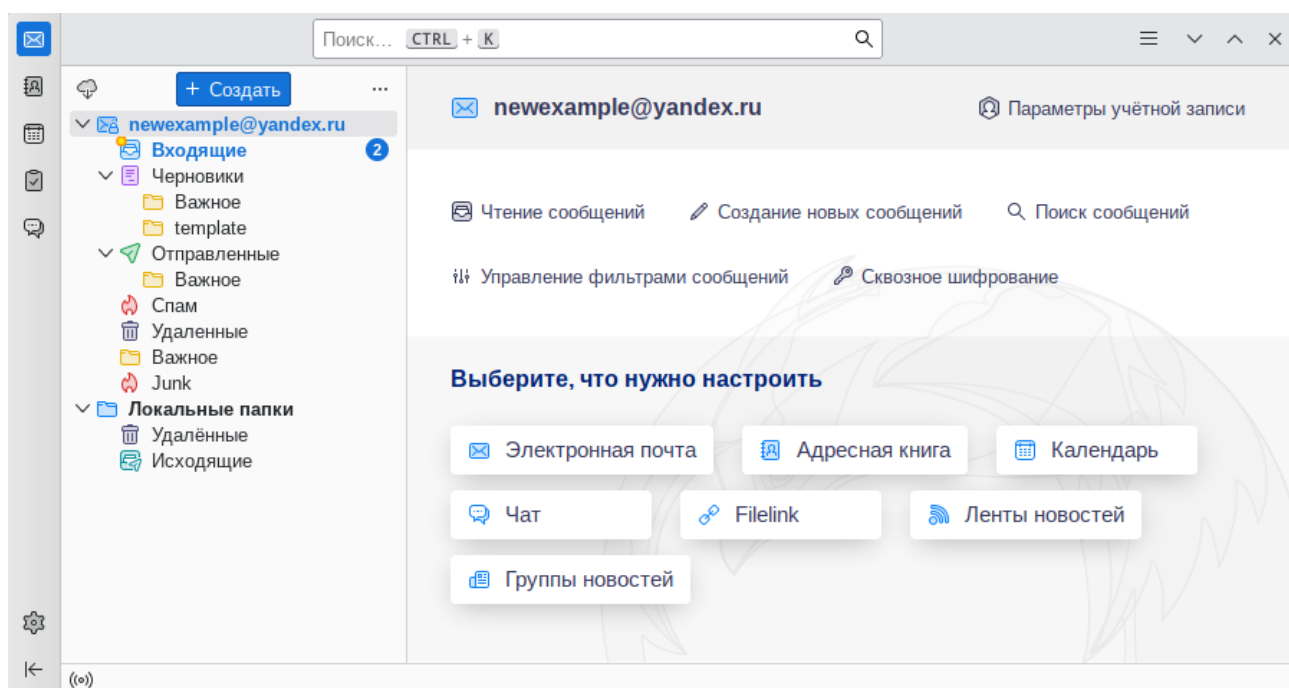 Поиск... CTRL + K
+ Создать
newexample@yandex.ru
Входящие 2
Черновики
Важное
template
Отправленные
Важное
Спам
Удаленные
Важное
Junk
Локальные папки
Удалённые
Исходящие
newexample@yandex.ru Параметры учётной записи
Чтение сообщений Создание новых сообщений Поиск сообщений
Управление фильтрами сообщений Сквозное шифрование
Выберите, что нужно настроить
Электронная почта Адресная книга Календарь
Чат Filelink Ленты новостей
Группы новостей